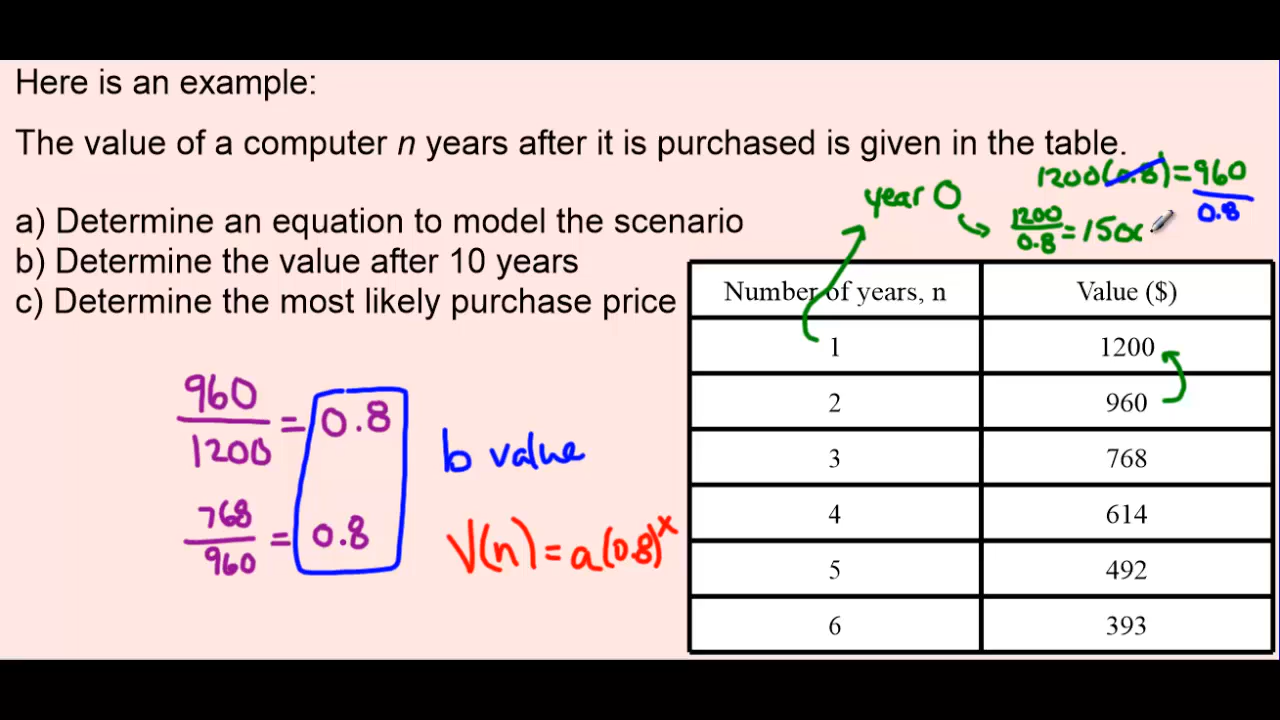 Here is an example:
The value of a computer n years after it is purchased is given in the table.
1200(0.8) = 960
0.8
year 0
1200
0.8 = 1500
a) Determine an equation to model the scenario
b) Determine the value after 10 years
c) Determine the most likely purchase price
Number of years, n Value ($)
1 1200
2 960
3 768
4 614
5 492
6 393
960
1200 = 0.8
b value
768
960 = 0.8
V(n) = a(0.8)^x